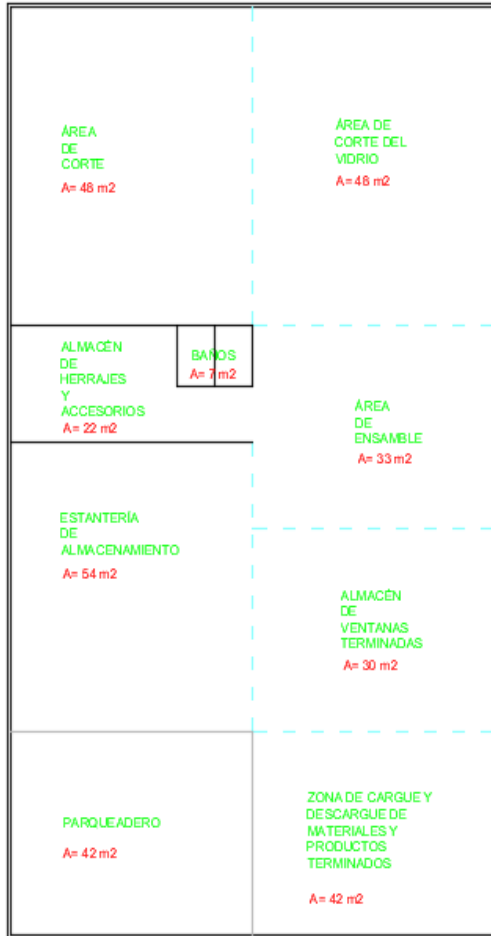 ÁREA
DE
CORTE
A= 48 m2
ÁREA DE
CORTE DEL
VIDRIO
A= 48 m2
ALMACÉN
DE
HERRAJES
Y
ACCESORIOS
A= 22 m2
BAÑOS
A= 7 m2
ÁREA
DE
ENSAMBLE
A= 33 m2
ESTANTERÍA
DE
ALMACENAMIENTO
A= 54 m2
ALMACÉN
DE
VENTANAS
TERMINADAS
A= 30 m2
PARQUEADERO
A= 42 m2
ZONA DE CARGUE Y
DESCARGUE DE
MATERIALES Y
PRODUCTOS
TERMINADOS
A= 42 m2